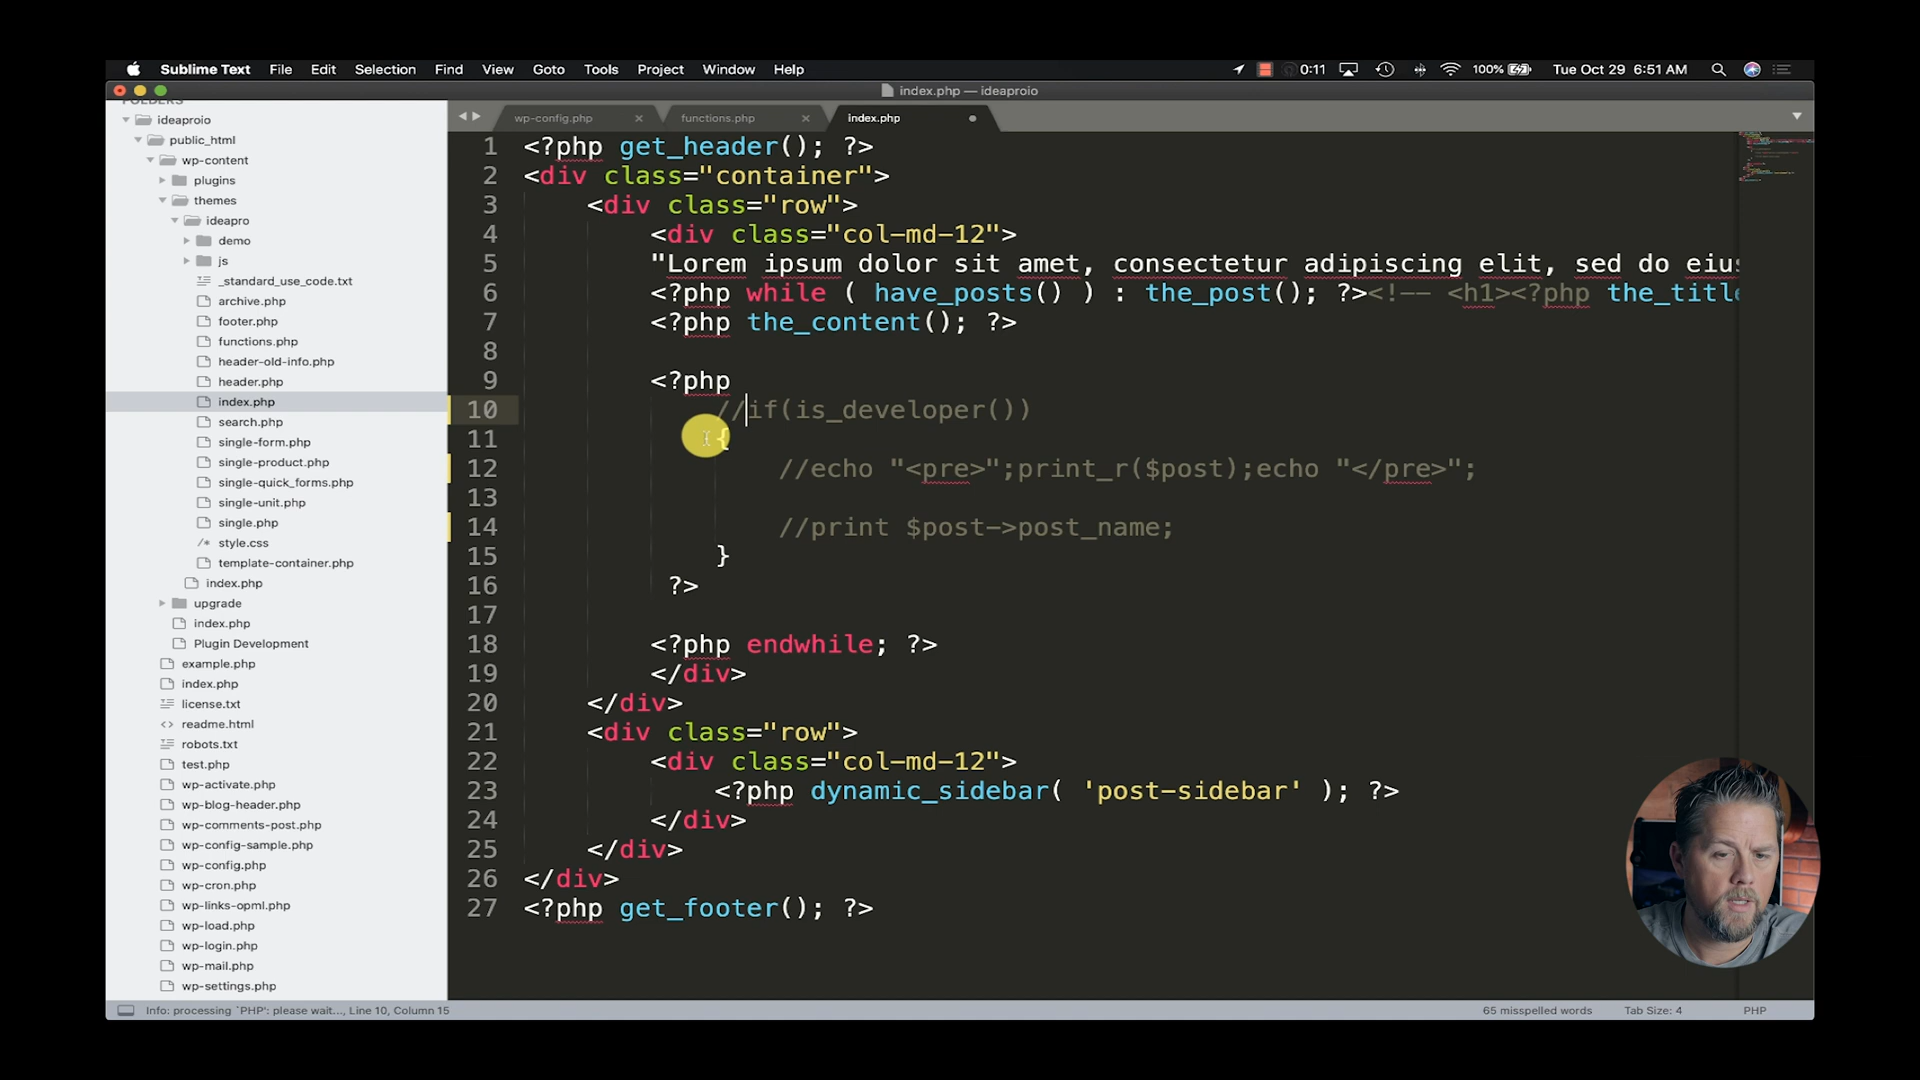 Sublime Text File Edit Selection Find View Goto Tools Project Window Help 0:11 100% Tue Oct 29 6:51 AM
index.php — ideaproio
FOLDERS
ideaproio
public_html
wp-content
plugins
themes
ideapro
demo
js
_standard_use_code.txt
archive.php
footer.php
functions.php
header-old-info.php
header.php
index.php
search.php
single-form.php
single-product.php
single-quick_forms.php
single-unit.php
single.php
style.css
template-container.php
index.php
upgrade
index.php
Plugin Development
example.php
index.php
license.txt
readme.html
robots.txt
test.php
wp-activate.php
wp-blog-header.php
wp-comments-post.php
wp-config-sample.php
wp-config.php
wp-cron.php
wp-links-opml.php
wp-load.php
wp-login.php
wp-mail.php
wp-settings.php
wp-config.php functions.php index.php
1 <?php get_header(); ?>
2 <div class="container">
3 <div class="row">
4 <div class="col-md-12">
5 "Lorem ipsum dolor sit amet, consectetur adipiscing elit, sed do eius
6 <?php while ( have_posts() ) : the_post(); ?><!-- <h1><?php the_title
7 <?php the_content(); ?>
8
9 <?php
10 //if(is_developer())
11 {
12 //echo "<pre>";print_r($post);echo "</pre>";
13
14 //print $post->post_name;
15 }
16 ?>
17
18 <?php endwhile; ?>
19 </div>
20 </div>
21 <div class="row">
22 <div class="col-md-12">
23 <?php dynamic_sidebar( 'post-sidebar' ); ?>
24 </div>
25 </div>
26 </div>
27 <?php get_footer(); ?>
Info: processing `PHP': please wait..., Line 10, Column 15 65 misspelled words Tab Size: 4 PHP